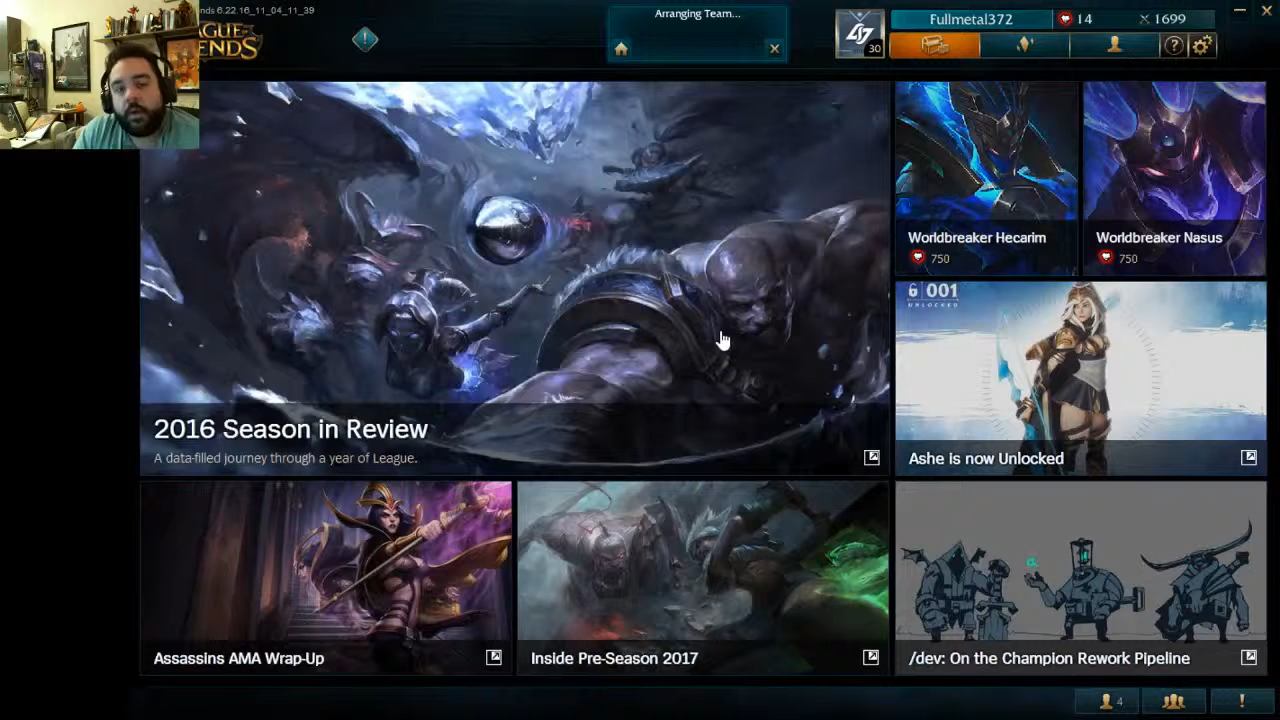 nds 6.22.16_11_04_11_39
AGUE
ENDS
Arranging Team...
30
Fullmetal372
14
1699
?
Worldbreaker Hecarim
750
Worldbreaker Nasus
750
2016 Season in Review
A data-filled journey through a year of League.
001
UNLOCKED
Ashe is now Unlocked
Assassins AMA Wrap-Up
Inside Pre-Season 2017
/dev: On the Champion Rework Pipeline
4
!